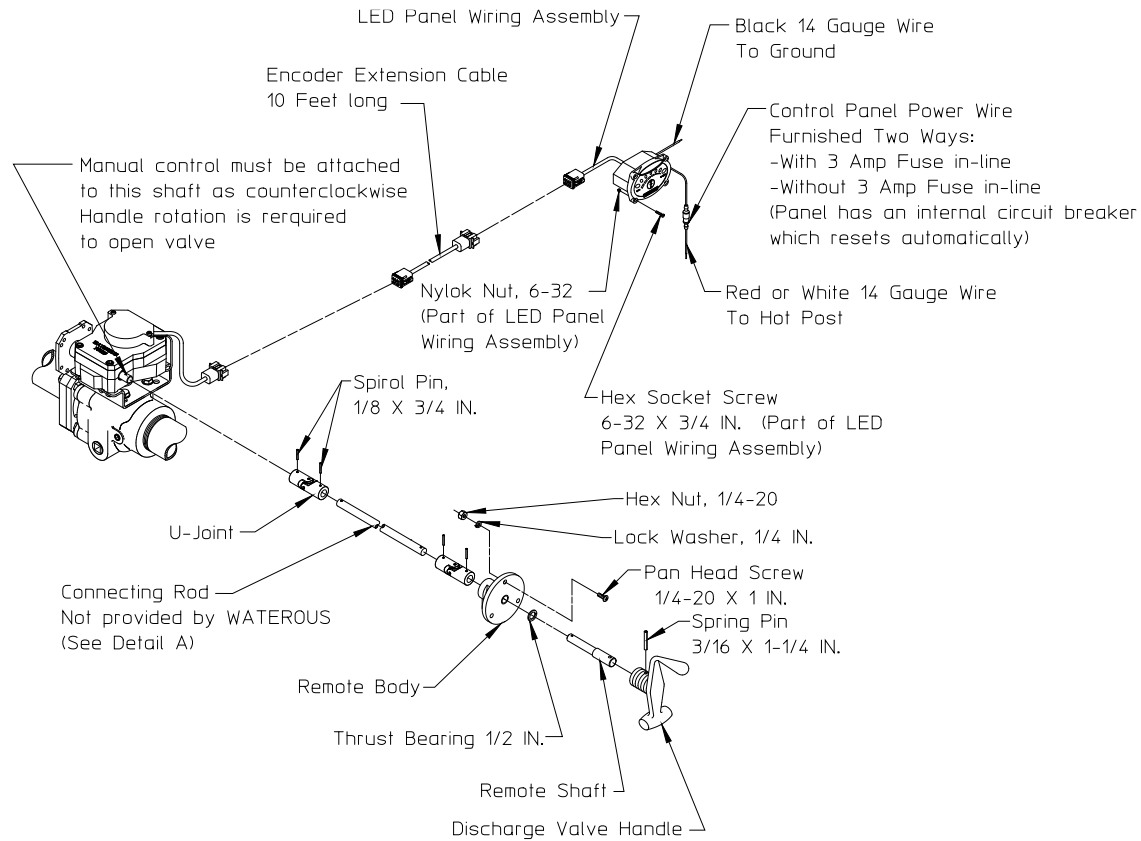 LED Panel Wiring Assembly
Black 14 Gauge Wire
To Ground
Encoder Extension Cable
10 Feet long
Control Panel Power Wire
Furnished Two Ways:
-With 3 Amp Fuse in-line
-Without 3 Amp Fuse in-line
(Panel has an internal circuit breaker
which resets automatically)
Manual control must be attached
to this shaft as counterclockwise
Handle rotation is rerquired
to open valve
Nylok Nut, 6-32
(Part of LED Panel
Wiring Assembly)
Red or White 14 Gauge Wire
To Hot Post
Spirol Pin,
1/8 X 3/4 IN.
Hex Socket Screw
6-32 X 3/4 IN. (Part of LED
Panel Wiring Assembly)
Hex Nut, 1/4-20
U-Joint
Lock Washer, 1/4 IN.
Connecting Rod
Not provided by WATEROUS
(See Detail A)
Pan Head Screw
1/4-20 X 1 IN.
Spring Pin
3/16 X 1-1/4 IN.
Remote Body
Thrust Bearing 1/2 IN.
Remote Shaft
Discharge Valve Handle